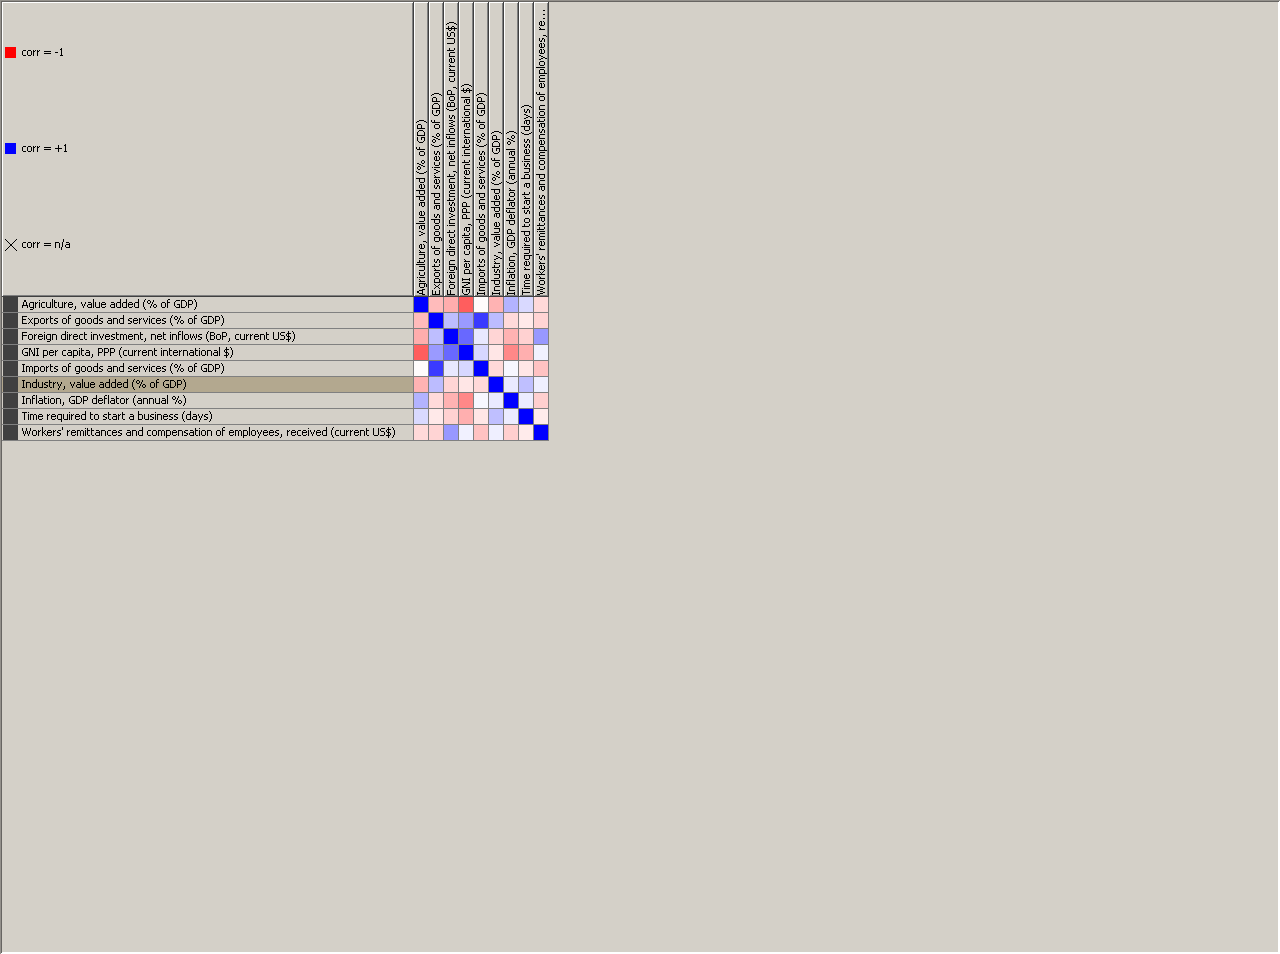 corr = -1
corr = +1
corr = n/a
Agriculture, value added (% of GDP)
Exports of goods and services (% of GDP)
Foreign direct investment, net inflows (BoP, current US$)
GNI per capita, PPP (current international $)
Imports of goods and services (% of GDP)
Industry, value added (% of GDP)
Inflation, GDP deflator (annual %)
Time required to start a business (days)
Workers' remittances and compensation of employees, re...
Agriculture, value added (% of GDP)
Exports of goods and services (% of GDP)
Foreign direct investment, net inflows (BoP, current US$)
GNI per capita, PPP (current international $)
Imports of goods and services (% of GDP)
Industry, value added (% of GDP)
Inflation, GDP deflator (annual %)
Time required to start a business (days)
Workers' remittances and compensation of employees, received (current US$)